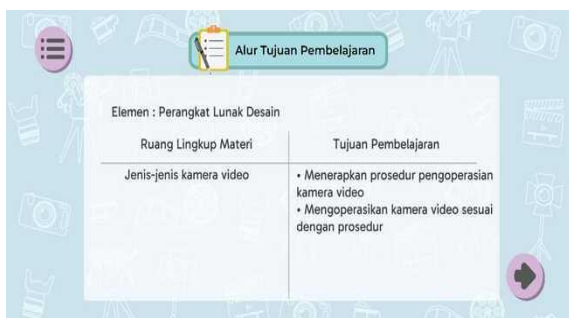 Alur Tujuan Pembelajaran
Elemen : Perangkat Lunak Desain
Ruang Lingkup Materi
Tujuan Pembelajaran
Jenis-jenis kamera video
• Menerapkan prosedur pengoperasian
kamera video
• Mengoperasikan kamera video sesuai
dengan prosedur